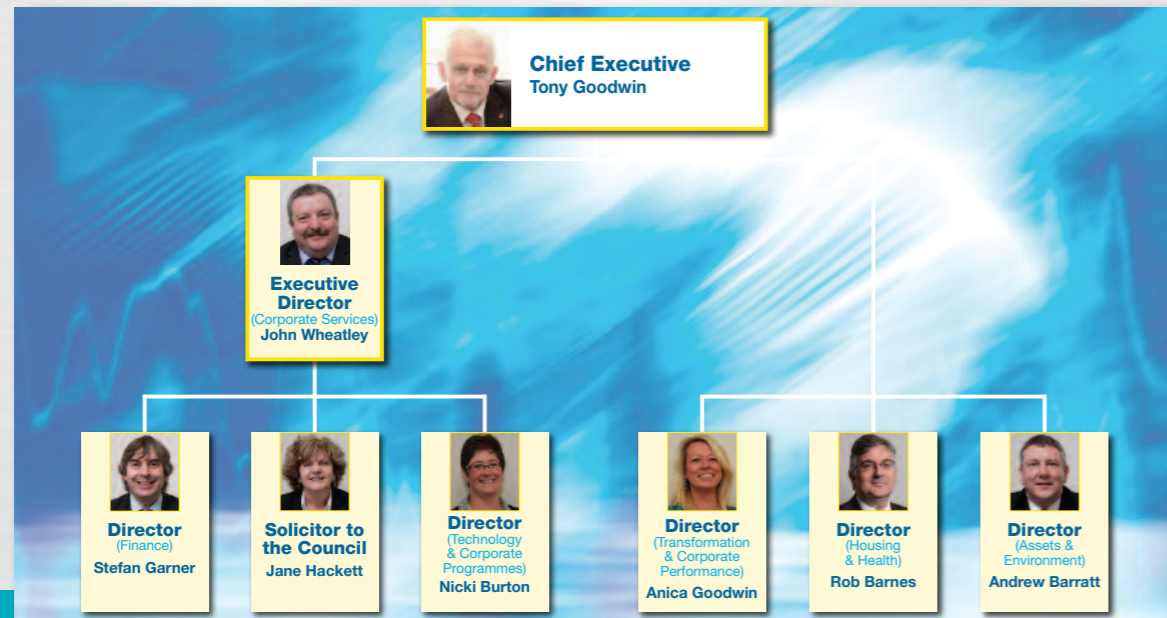 Chief Executive
Tony Goodwin
Executive
Director
(Corporate Services)
John Wheatley
Director
(Finance)
Stefan Garner
Solicitor to
the Council
Jane Hackett
Director
(Technology
& Corporate
Programmes)
Nicki Burton
Director
(Transformation
& Corporate
Performance)
Anica Goodwin
Director
(Housing
& Health)
Rob Barnes
Director
(Assets &
Environment)
Andrew Barratt